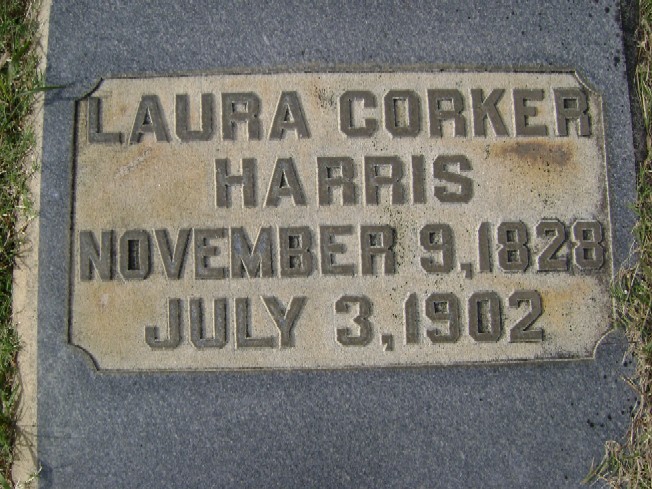 LAURA CORKER
HARRIS
NOVEMBER 9, 1828
JULY 3, 1902